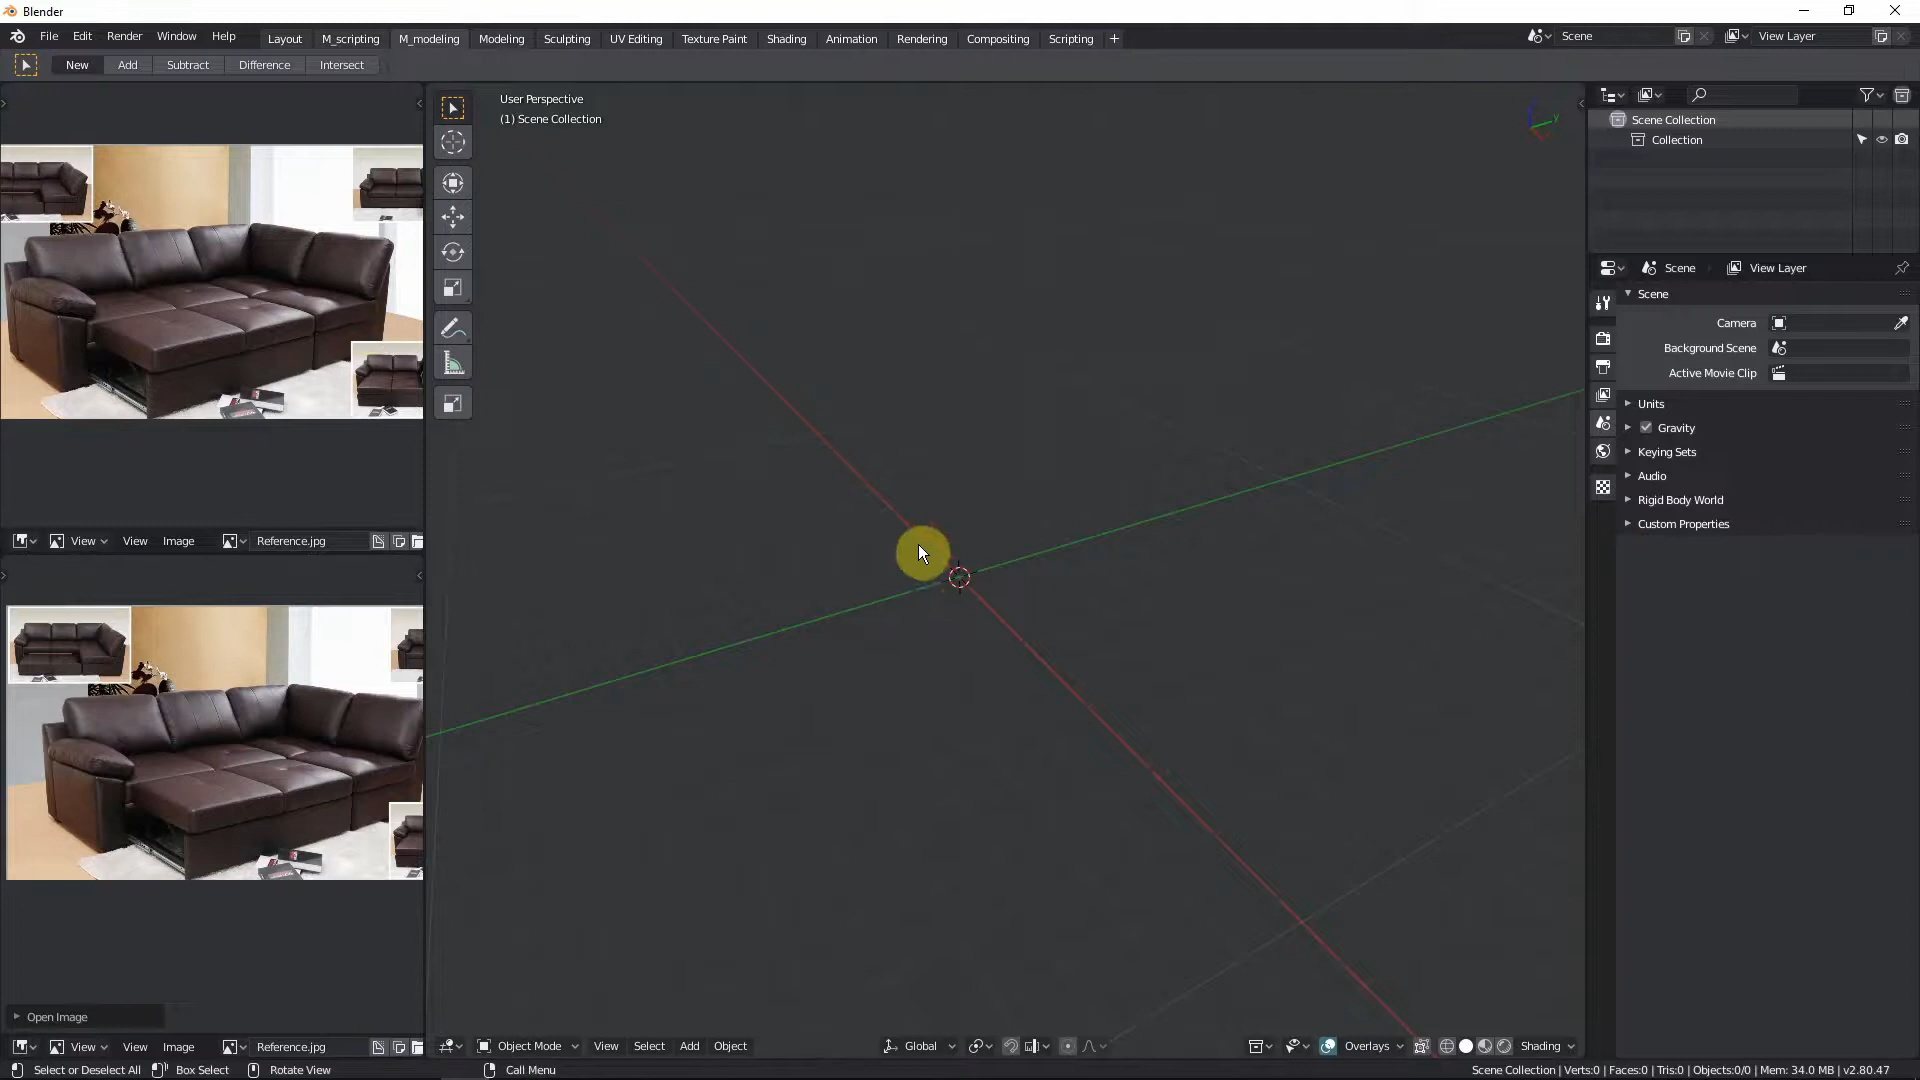 Blender
File Edit Render Window Help Layout M_scripting M_modeling Modeling Sculpting UV Editing Texture Paint Shading Animation Rendering Compositing Scripting + Scene View Layer
New Add Subtract Difference Intersect
User Perspective
(1) Scene Collection
Y
Scene Collection
Collection
Scene View Layer
Scene
Camera
Background Scene
Active Movie Clip
Units
Gravity
Keying Sets
Audio
Rigid Body World
Custom Properties
View View Image Reference.jpg
Open Image
View View Image Reference.jpg
Object Mode View Select Add Object Global Overlays Shading
Select or Deselect All Box Select Rotate View Call Menu Scene Collection | Verts:0 | Faces:0 | Tris:0 | Objects:0/0 | Mem: 34.0 MB | v2.80.47